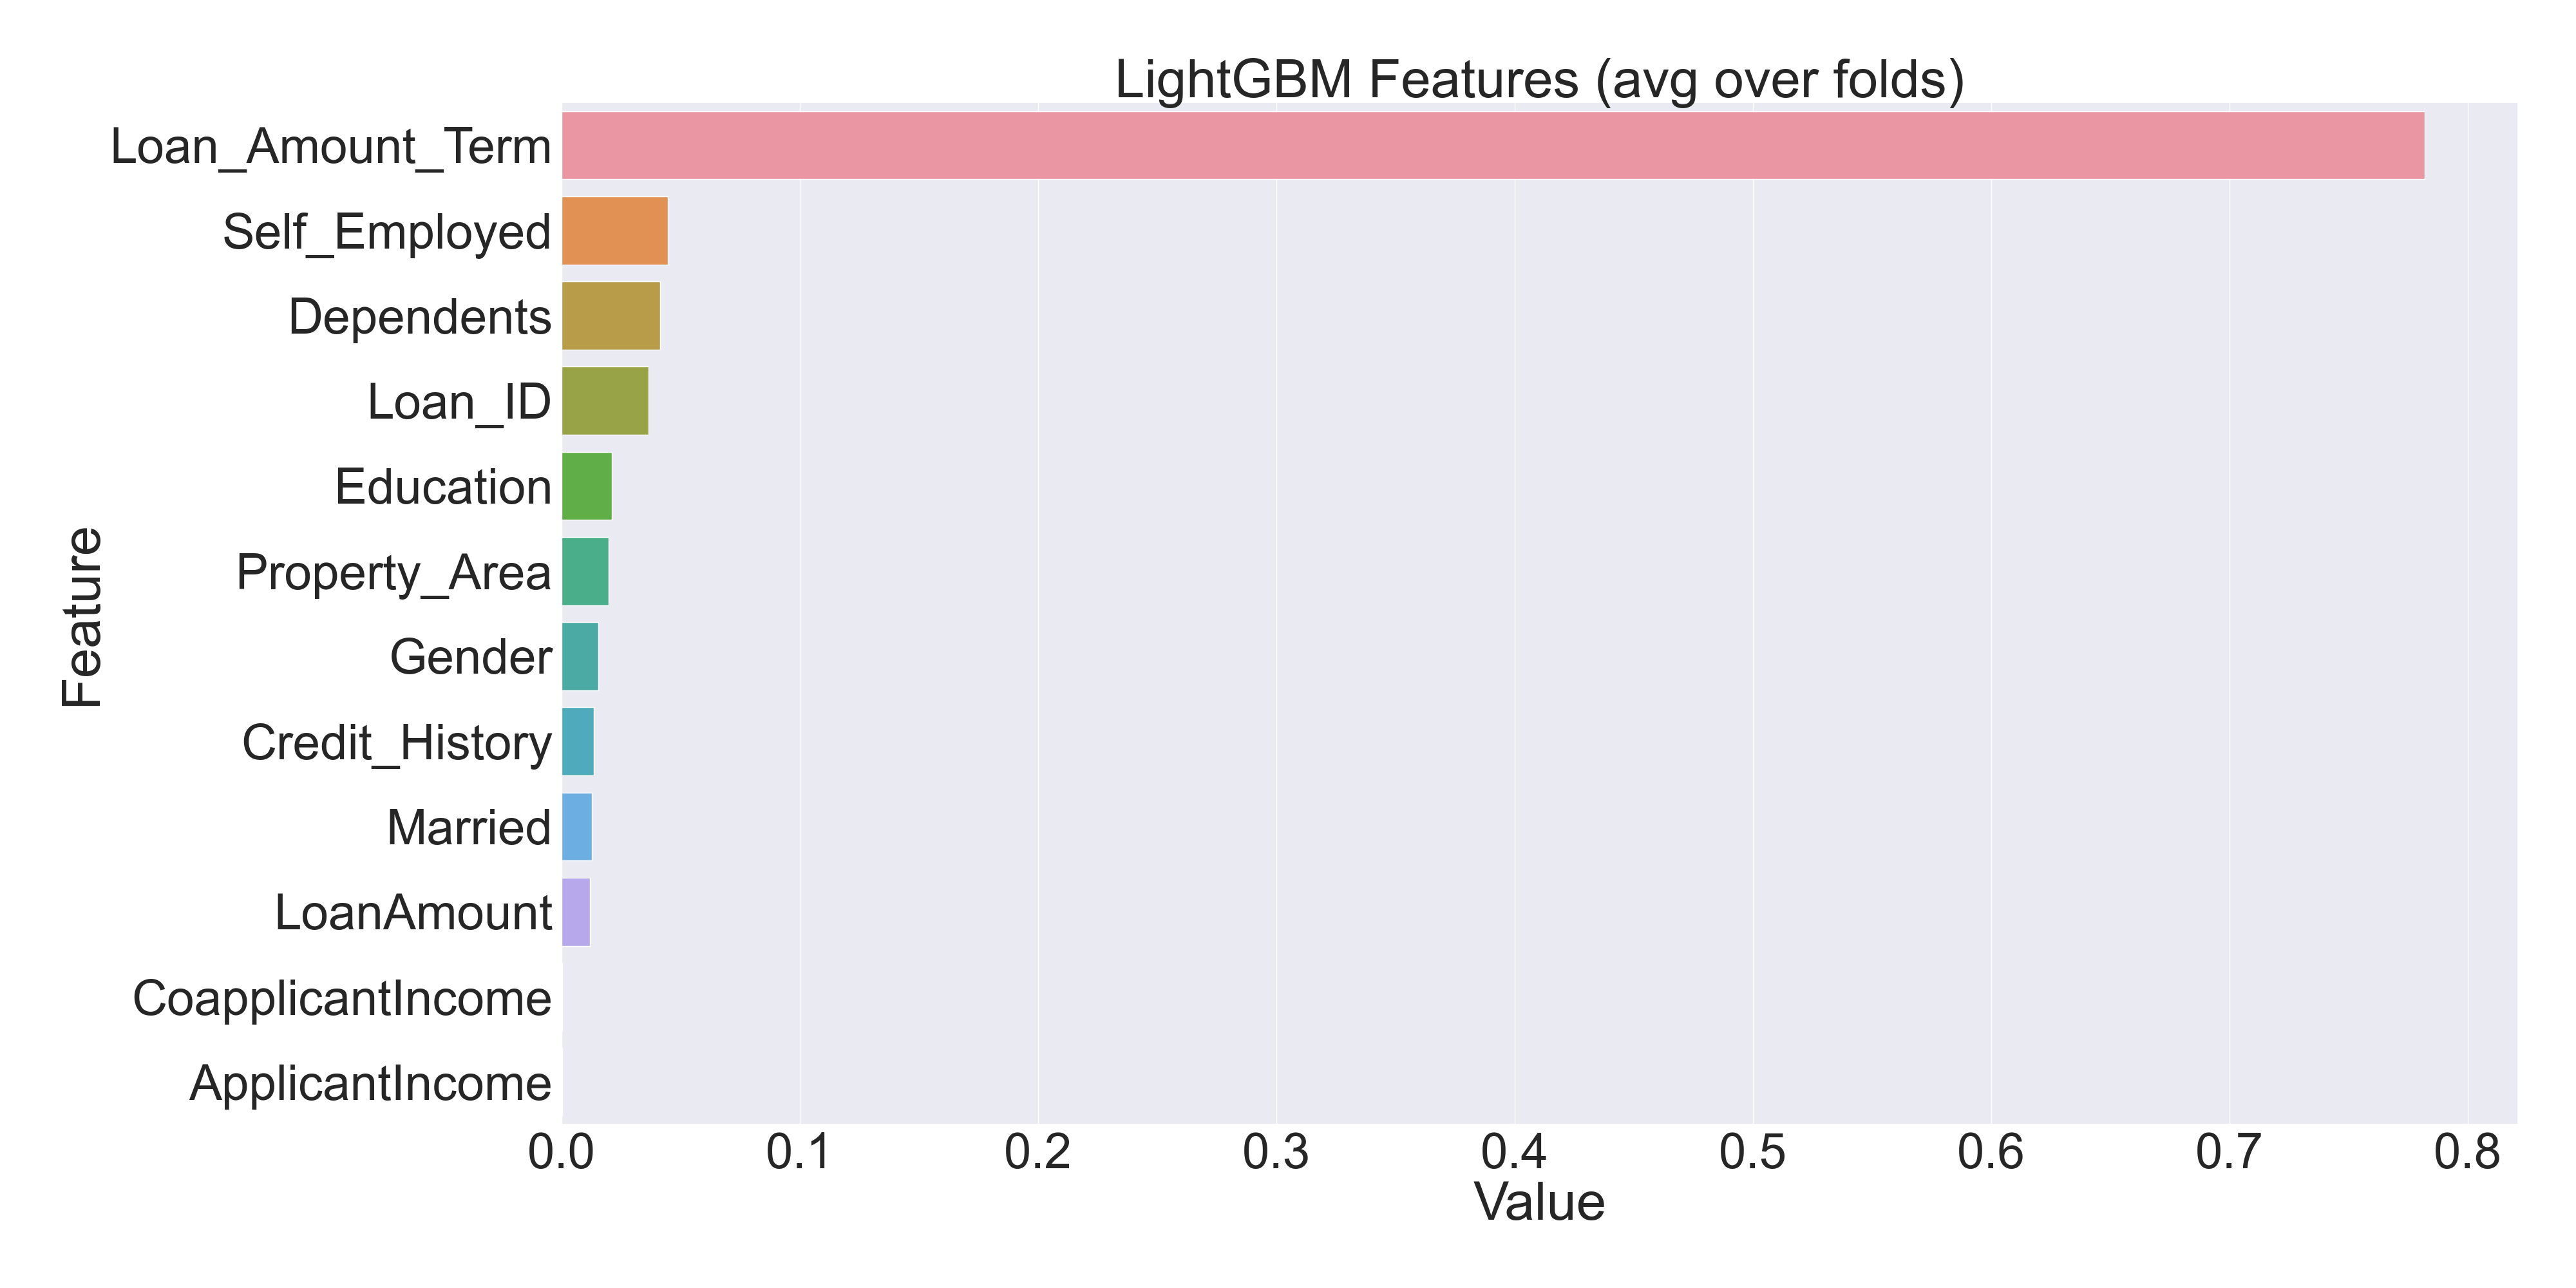 LightGBM Features (avg over folds)
Loan_Amount_Term
Self_Employed
Dependents
Loan_ID
Education
Property_Area
Gender
Credit_History
Married
LoanAmount
CoapplicantIncome
ApplicantIncome
Feature
0.0 0.1 0.2 0.3 0.4 0.5 0.6 0.7 0.8
Value